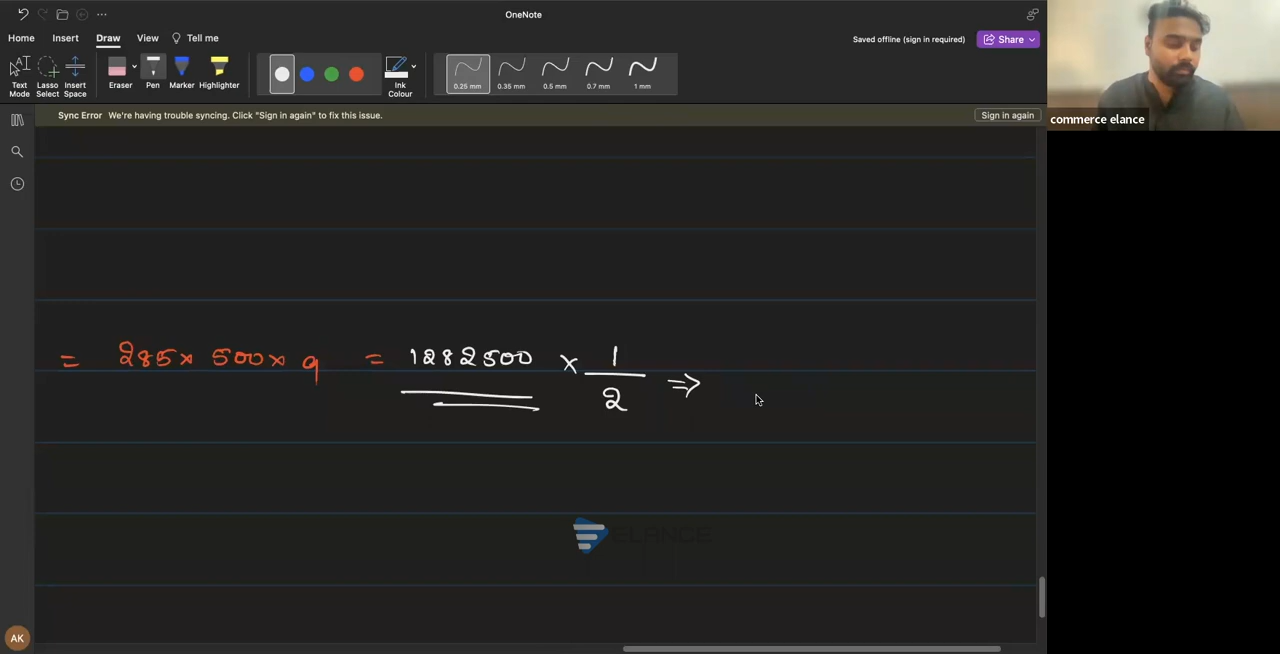 OneNote
Home Insert Draw View Tell me
Saved offline (sign in required)
Share
Text Mode
Lasso Select
Insert Space
Eraser
Pen
Marker
Highlighter
Ink Colour
0.25 mm
0.35 mm
0.5 mm
0.7 mm
1 mm
commerce elance
Sync Error We're having trouble syncing. Click "Sign in again" to fix this issue.
Sign in again
= 285 × 500 × 9 = 1282500 × 1/2 ⇒
ELANCE
AK